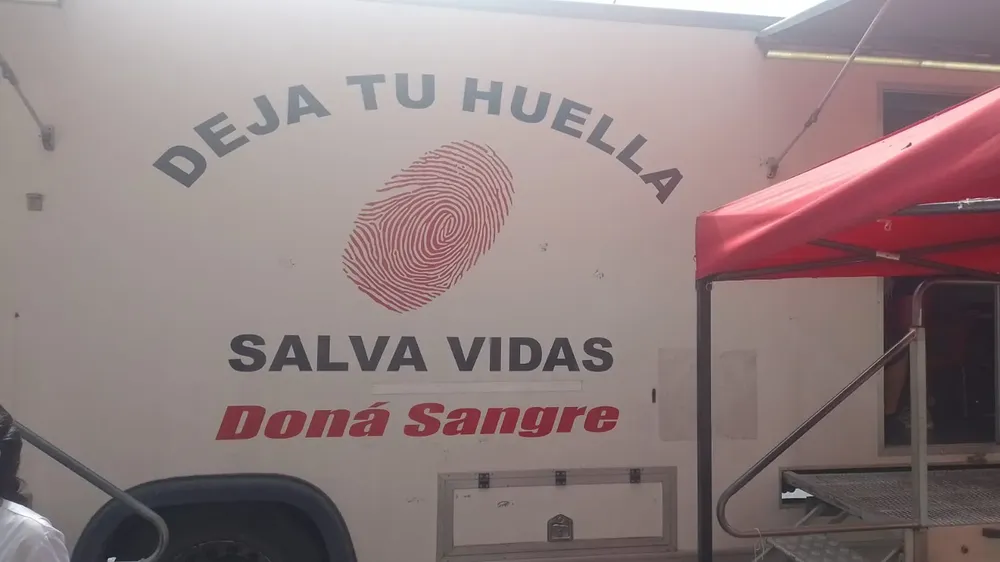 DEJA TU HUELLA
SALVA VIDAS
Doná Sangre